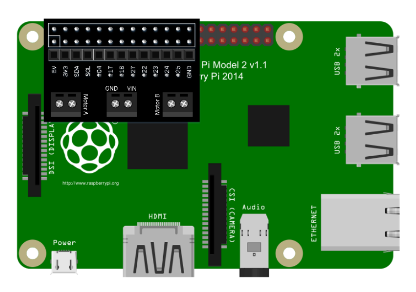 5V 3V3 SDA SCL #04 #17 #18 #27 #22 #23 #24 #25 GND
Pi Model 2 v1.1
ry Pi 2014
GND VIN
Motor A
Motor B
USB 2x
USB 2x
DSI (DISPLA
http://www.raspberrypi.org
CSI (CAMERA)
Audio
ETHERNET
HDMI
Power